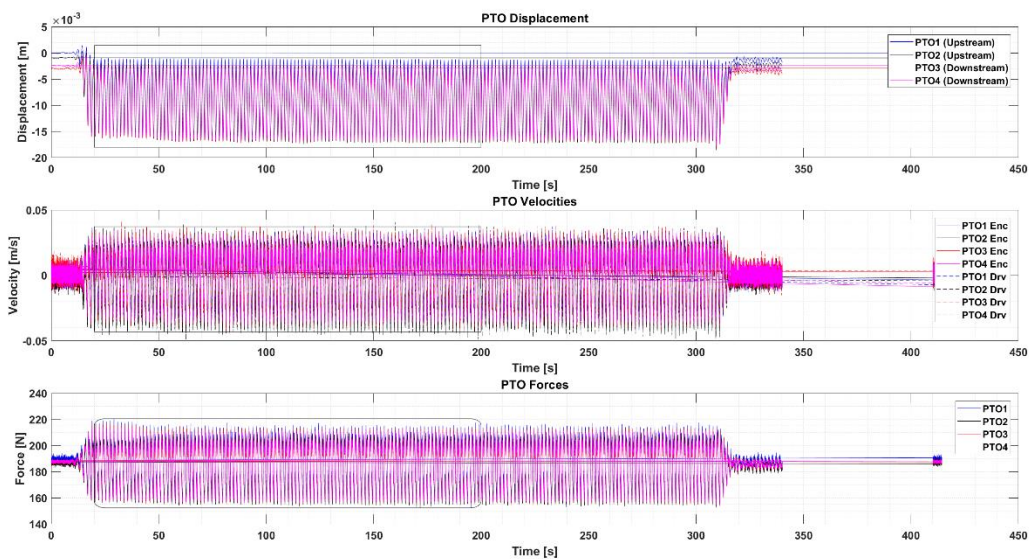 PTO Displacement
×10⁻³
5
0
-5
-10
-15
-20
Displacement [m]
PTO1 (Upstream)
PTO2 (Upstream)
PTO3 (Downstream)
PTO4 (Downstream)
0 50 100 150 200 250 300 350 400 450
Time [s]
PTO Velocities
0.05
0
-0.05
Velocity [m/s]
PTO1 Enc
PTO2 Enc
PTO3 Enc
PTO4 Enc
PTO1 Drv
PTO2 Drv
PTO3 Drv
PTO4 Drv
0 50 100 150 200 250 300 350 400 450
Time [s]
PTO Forces
240
220
200
180
160
140
Force [N]
PTO1
PTO2
PTO3
PTO4
0 50 100 150 200 250 300 350 400 450
Time [s]